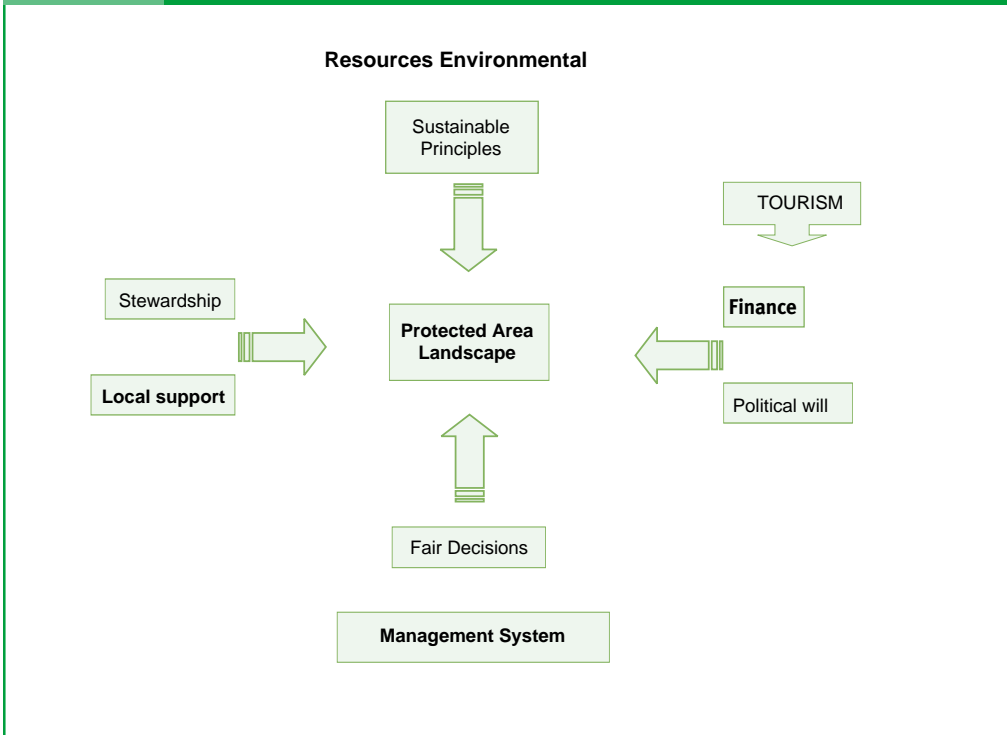 Resources Environmental
Sustainable
Principles
TOURISM
Stewardship
Finance
Protected Area
Landscape
Local support
Political will
Fair Decisions
Management System